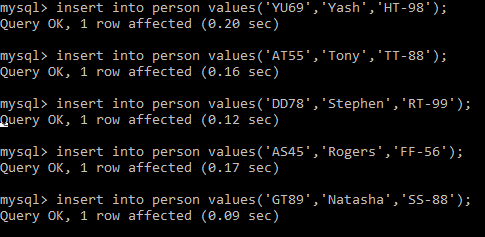 mysql> insert into person values('YU69','Yash','HT-98');
Query OK, 1 row affected (0.20 sec)
mysql> insert into person values('AT55','Tony','TT-88');
Query OK, 1 row affected (0.16 sec)
mysql> insert into person values('DD78','Stephen','RT-99');
Query OK, 1 row affected (0.12 sec)
mysql> insert into person values('AS45','Rogers','FF-56');
Query OK, 1 row affected (0.17 sec)
mysql> insert into person values('GT89','Natasha','SS-88');
Query OK, 1 row affected (0.09 sec)